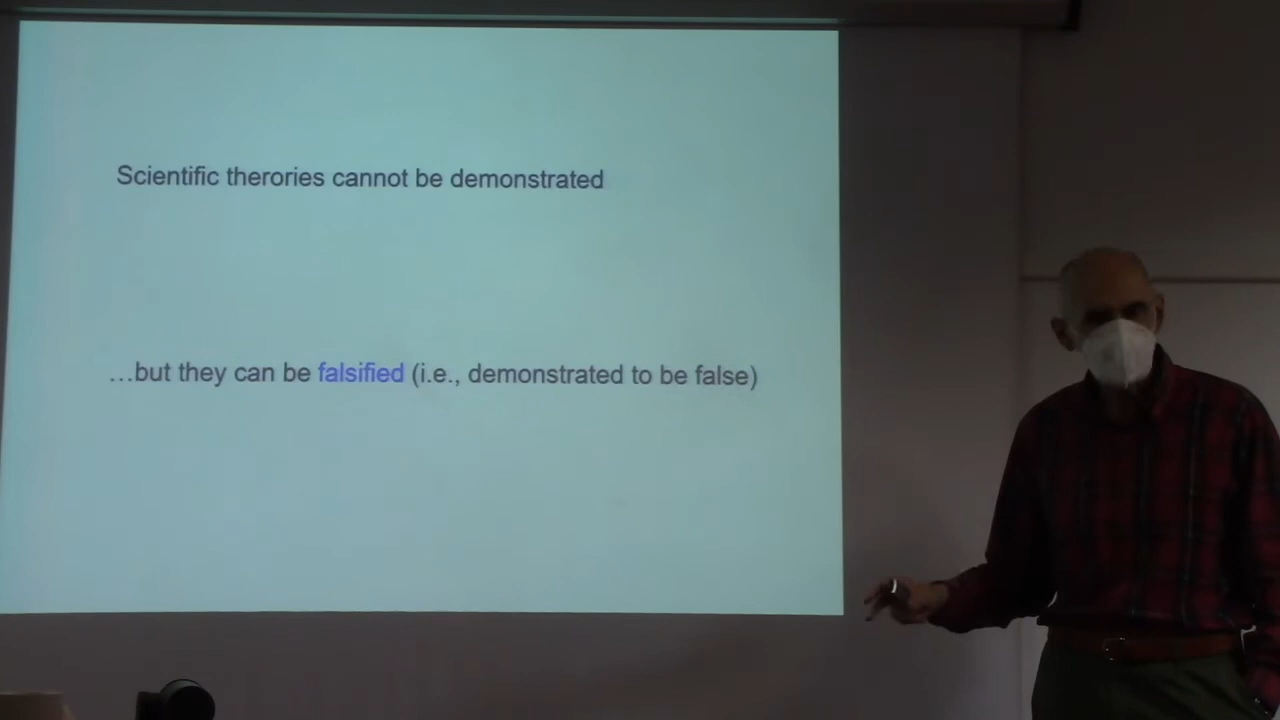 Scientific therories cannot be demonstrated
…but they can be falsified (i.e., demonstrated to be false)